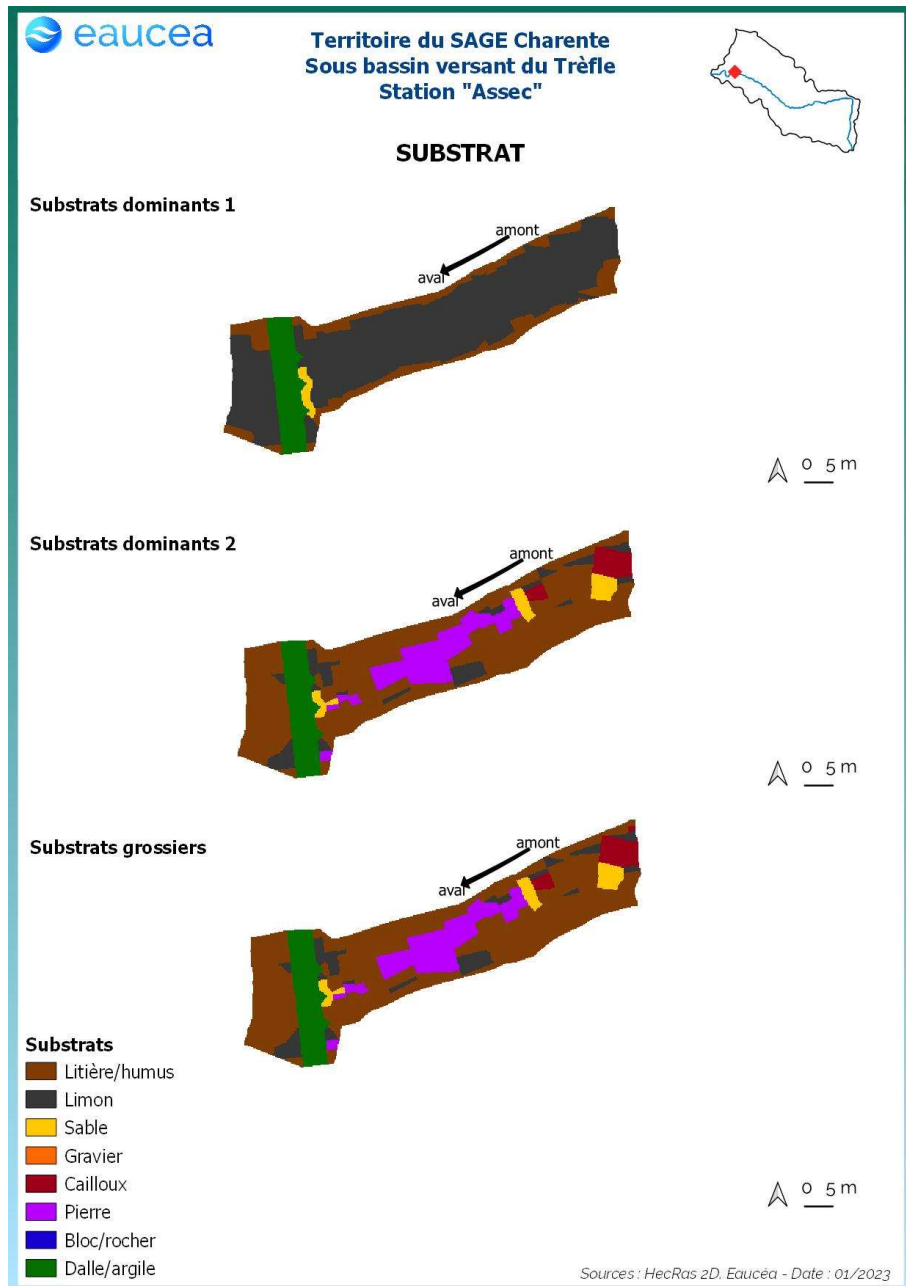 eaucea
Territoire du SAGE Charente
Sous bassin versant du Trèfle
Station "Assec"
SUBSTRAT
Substrats dominants 1
amont
aval
0 5 m
Substrats dominants 2
amont
aval
0 5 m
Substrats grossiers
amont
aval
Substrats
Litière/humus
Limon
Sable
Gravier
Cailloux
Pierre
Bloc/rocher
Dalle/argile
0 5 m
Sources : HecRas 2D. Eaucéa - Date : 01/2023